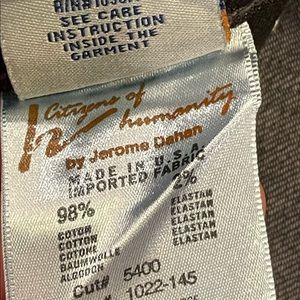 SEE CARE
INSTRUCTION
INSIDE THE
GARMENT
Citizens of
humanity
by Jerome Dahan
MADE IN U.S.A.
IMPORTED FABRIC
98% 2%
COTON ELASTAN
COTTON ELASTAN
COTONE ELASTAN
BAUMWOLLE ELASTAN
ALGODON ELASTAN
Cut# 5400
# 1022-145